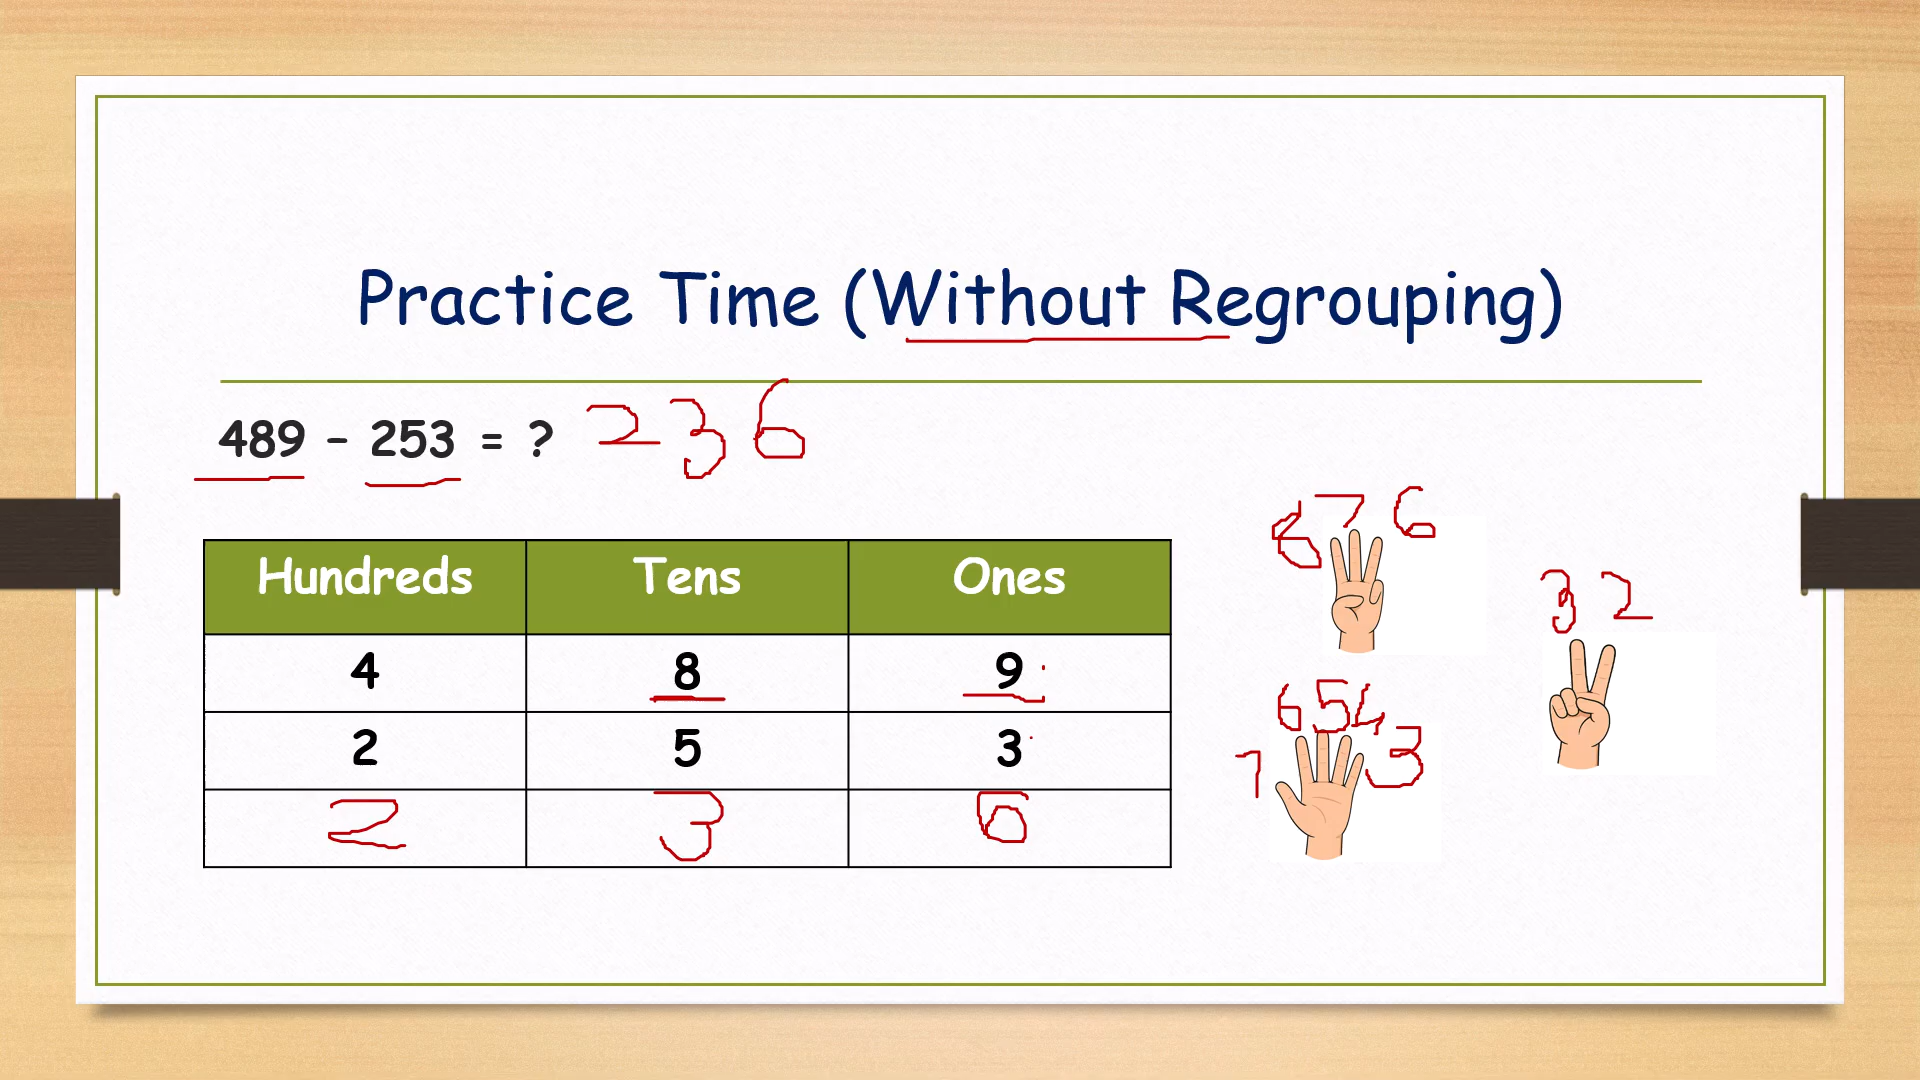 Practice Time (Without Regrouping)
489 - 253 = ? 236
Hundreds Tens Ones
4 8 9
2 5 3
2 3 6
7 6
3 2
6 5 4
7 3